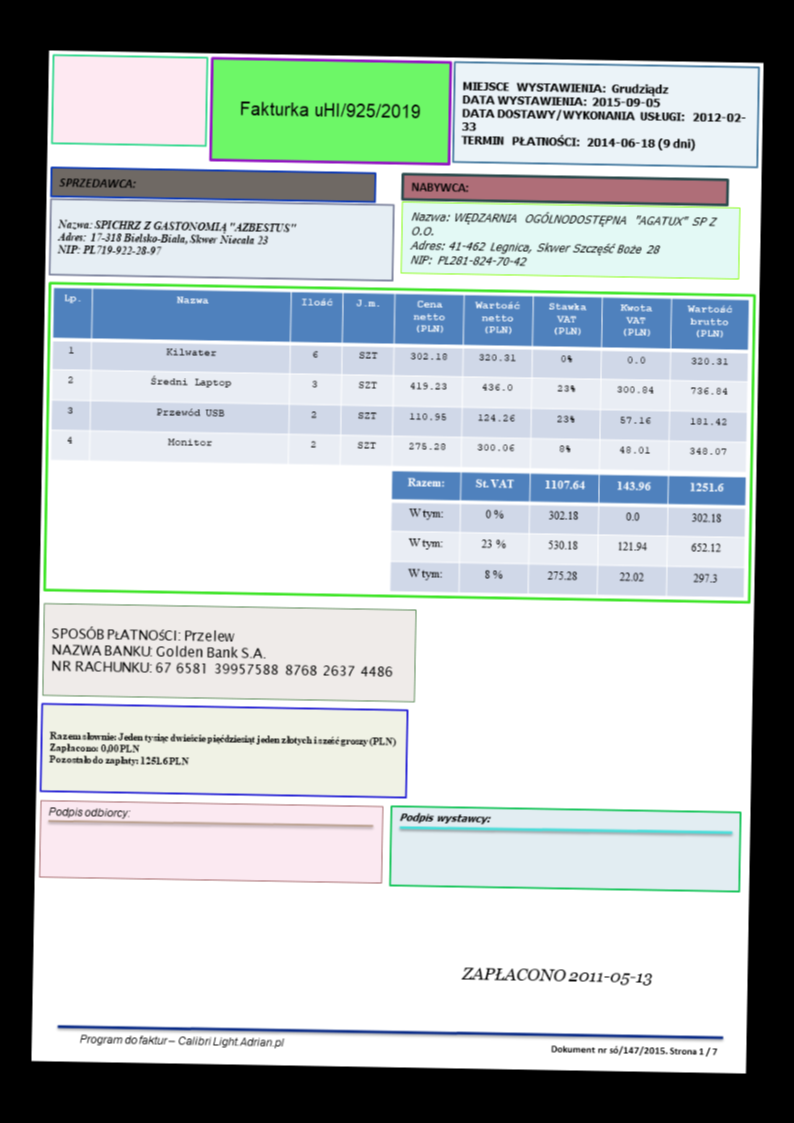 Fakturka uHI/925/2019
MIEJSCE WYSTAWIENIA: Grudziądz
DATA WYSTAWIENIA: 2015-09-05
DATA DOSTAWY/WYKONANIA USŁUGI: 2012-02-
33
TERMIN PŁATNOŚCI: 2014-06-18 (9 dni)
SPRZEDAWCA:
Nazwa: SPICHRZ Z GASTONOMIĄ "AZBESTUS"
Adres: 17-318 Bielsko-Biała, Skwer Niecała 23
NIP: PL719-922-28-97
NABYWCA:
Nazwa: WĘDZARNIA OGÓLNODOSTĘPNA "AGATUX" SP Z
O.O.
Adres: 41-462 Legnica, Skwer Szczęść Boże 28
NIP: PL281-824-70-42
Lp. Nazwa Ilość J.m. Cena netto (PLN) Wartość netto (PLN) Stawka VAT (PLN) Kwota VAT (PLN) Wartość brutto (PLN)
1 Kilwater 6 SZT 302.18 320.31 0% 0.0 320.31
2 Średni Laptop 3 SZT 419.23 436.0 23% 300.84 736.84
3 Przewód USB 2 SZT 110.95 124.26 23% 57.16 181.42
4 Monitor 2 SZT 275.28 300.06 8% 48.01 348.07
Razem: St. VAT 1107.64 143.96 1251.6
W tym: 0 % 302.18 0.0 302.18
W tym: 23 % 530.18 121.94 652.12
W tym: 8 % 275.28 22.02 297.3
SPOSÓB PŁATNOŚCI: Przelew
NAZWA BANKU: Golden Bank S.A.
NR RACHUNKU: 67 6581 39957588 8768 2637 4486
Razem słownie: Jeden tysiąc dwieście pięćdziesiąt jeden złotych i sześć groszy (PLN)
Zapłacono: 0,00 PLN
Pozostało do zapłaty: 1251.6 PLN
Podpis odbiorcy:
Podpis wystawcy:
ZAPŁACONO 2011-05-13
Program do faktur – Calibri Light.Adrian.pl
Dokument nr só/147/2015. Strona 1 / 7